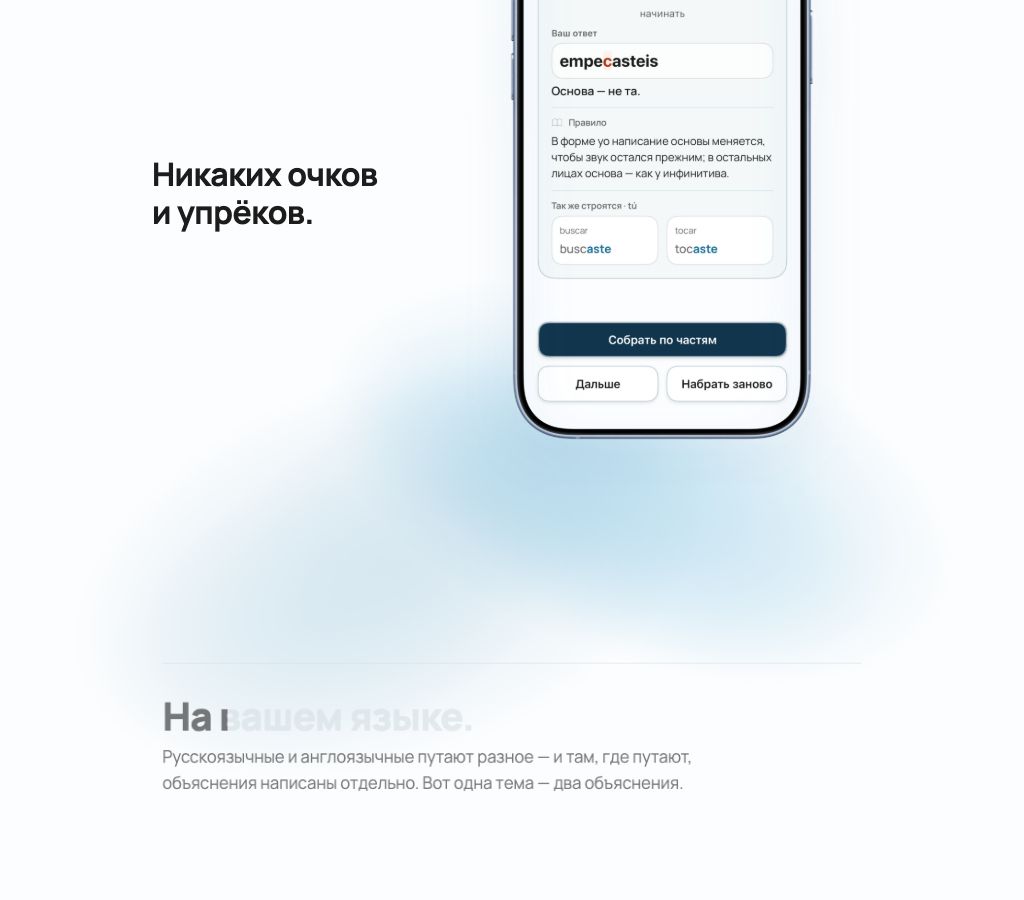 начинать
Ваш ответ
empecasteis
Основа — не та.
Правило
В форме yo написание основы меняется,
чтобы звук остался прежним; в остальных
лицах основа — как у инфинитива.
Так же строятся · tú
buscar
buscaste
tocar
tocaste
Собрать по частям
Дальше
Набрать заново
Никаких очков
и упрёков.
На вашем языке.
Русскоязычные и англоязычные путают разное — и там, где путают,
объяснения написаны отдельно. Вот одна тема — два объяснения.